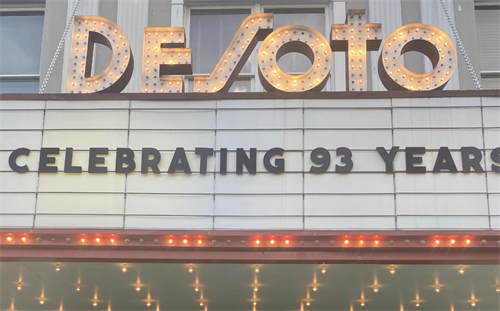 DESOTO
CELEBRATING 93 YEARS